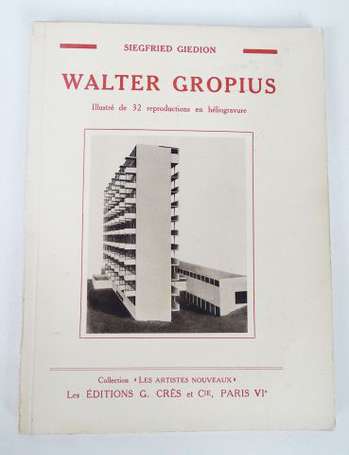 SIEGFRIED GIEDION
WALTER GROPIUS
Illustré de 32 reproductions en héliogravure
Collection « LES ARTISTES NOUVEAUX »
Les ÉDITIONS G. CRÈS et Cie, PARIS VIe